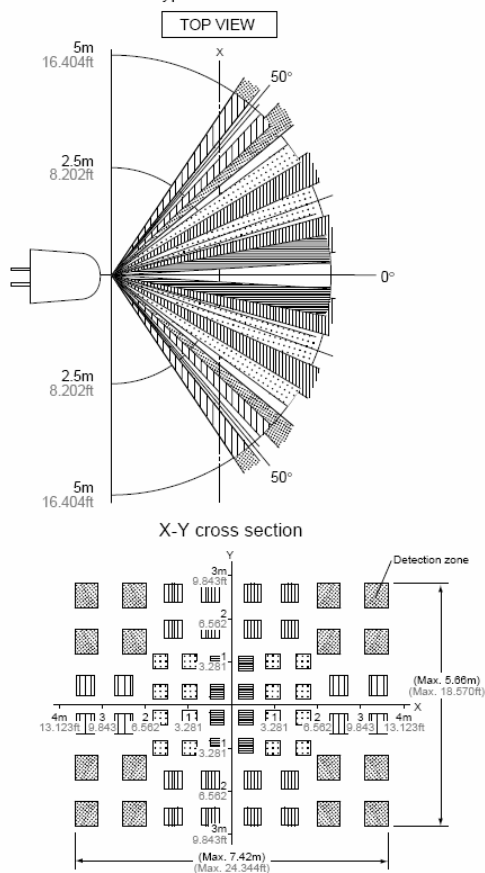 TOP VIEW
X
5m
16.404ft
50°
2.5m
8.202ft
0°
2.5m
8.202ft
50°
5m
16.404ft
X-Y cross section
Y
Detection zone
3m
9.843ft
2
6.562
1
3.281
(Max. 5.66m)
(Max. 18.570ft)
4m 3 2 1 1 2 3 4m X
13.123ft 9.843 6.562 3.281 3.281 6.562 9.843 13.123ft
1
3.281
2
6.562
3m
9.843ft
(Max. 7.42m)
(Max. 24.344ft)